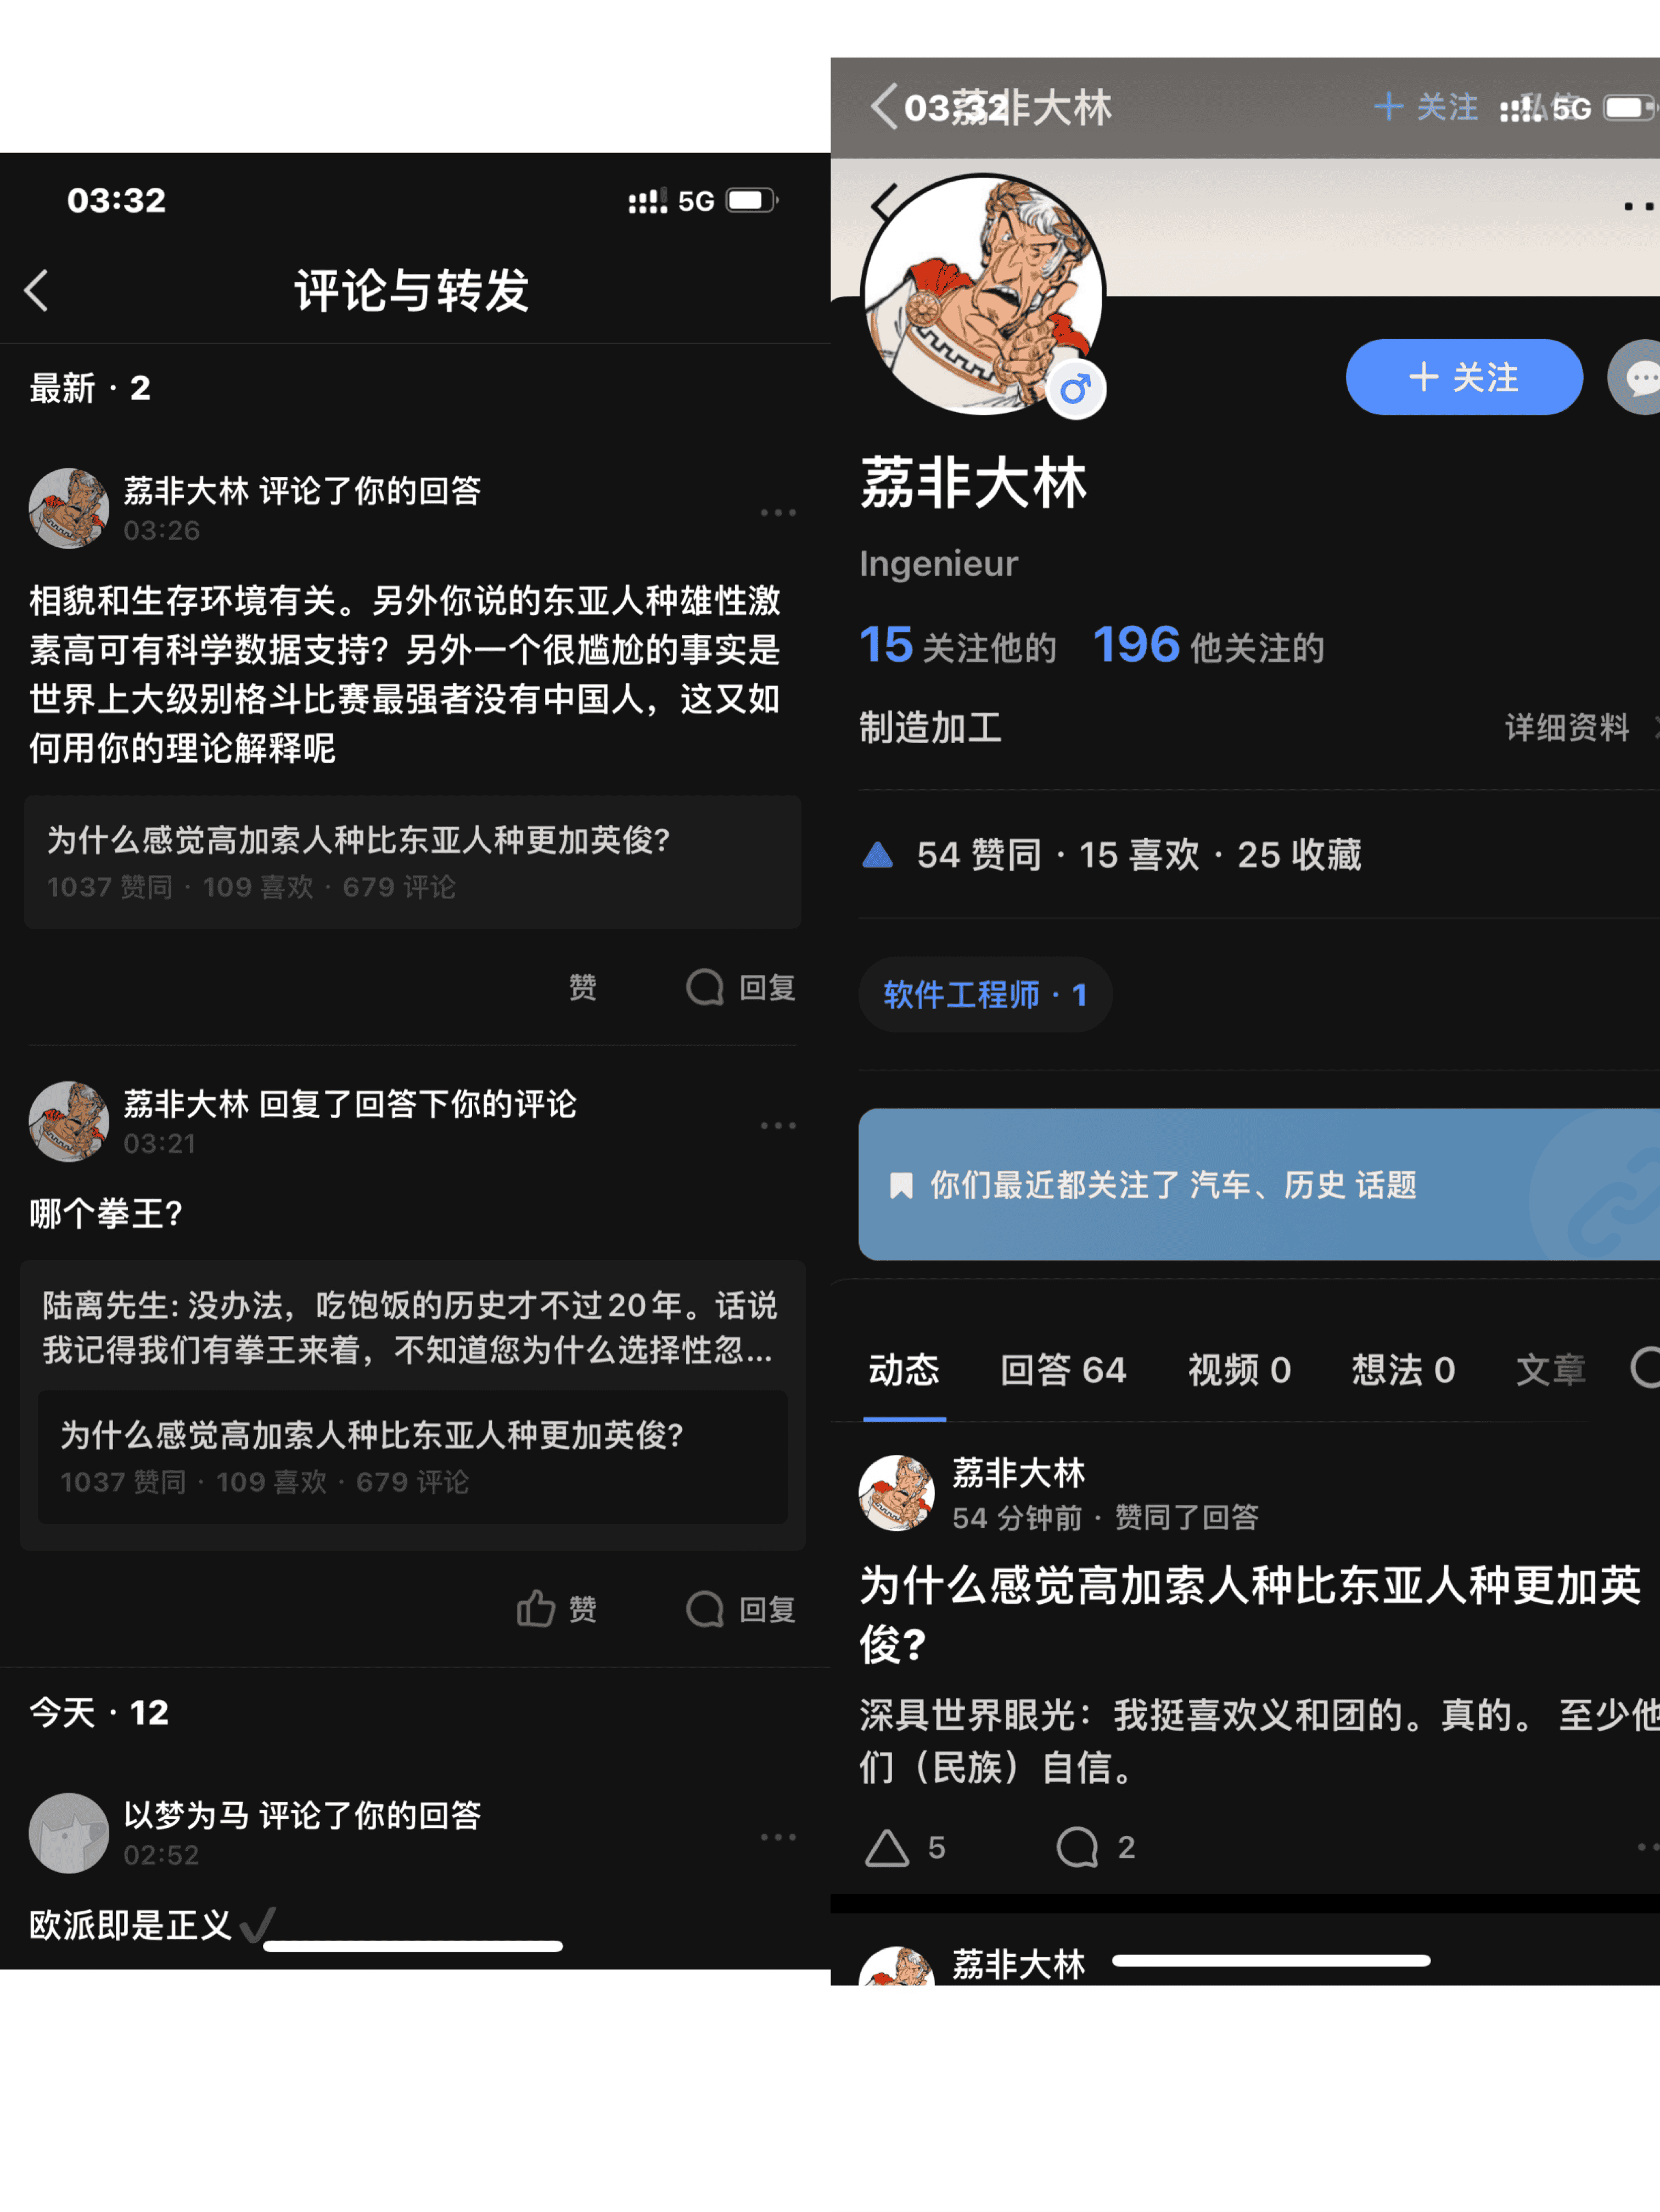 03:32
5G
评论与转发
最新 · 2
荔非大林 评论了你的回答
03:26
相貌和生存环境有关。另外你说的东亚人种雄性激
素高可有科学数据支持？另外一个很尴尬的事实是
世界上大级别格斗比赛最强者没有中国人，这又如
何用你的理论解释呢
为什么感觉高加索人种比东亚人种更加英俊？
1037 赞同 · 109 喜欢 · 679 评论
赞
回复
荔非大林 回复了回答下你的评论
03:21
哪个拳王？
陆离先生: 没办法，吃饱饭的历史才不过20年。话说
我记得我们有拳王来着，不知道您为什么选择性忽...
为什么感觉高加索人种比东亚人种更加英俊？
1037 赞同 · 109 喜欢 · 679 评论
赞
回复
今天 · 12
以梦为马 评论了你的回答
02:52
欧派即是正义
03:32
荔非大林
+ 关注
私信
5G
+ 关注
荔非大林
Ingenieur
15 关注他的 196 他关注的
制造加工
详细资料
54 赞同 · 15 喜欢 · 25 收藏
软件工程师 · 1
你们最近都关注了 汽车、历史 话题
动态
回答 64
视频 0
想法 0
文章
荔非大林
54 分钟前 · 赞同了回答
为什么感觉高加索人种比东亚人种更加英
俊？
深具世界眼光：我挺喜欢义和团的。真的。 至少他
们（民族）自信。
5
2
荔非大林